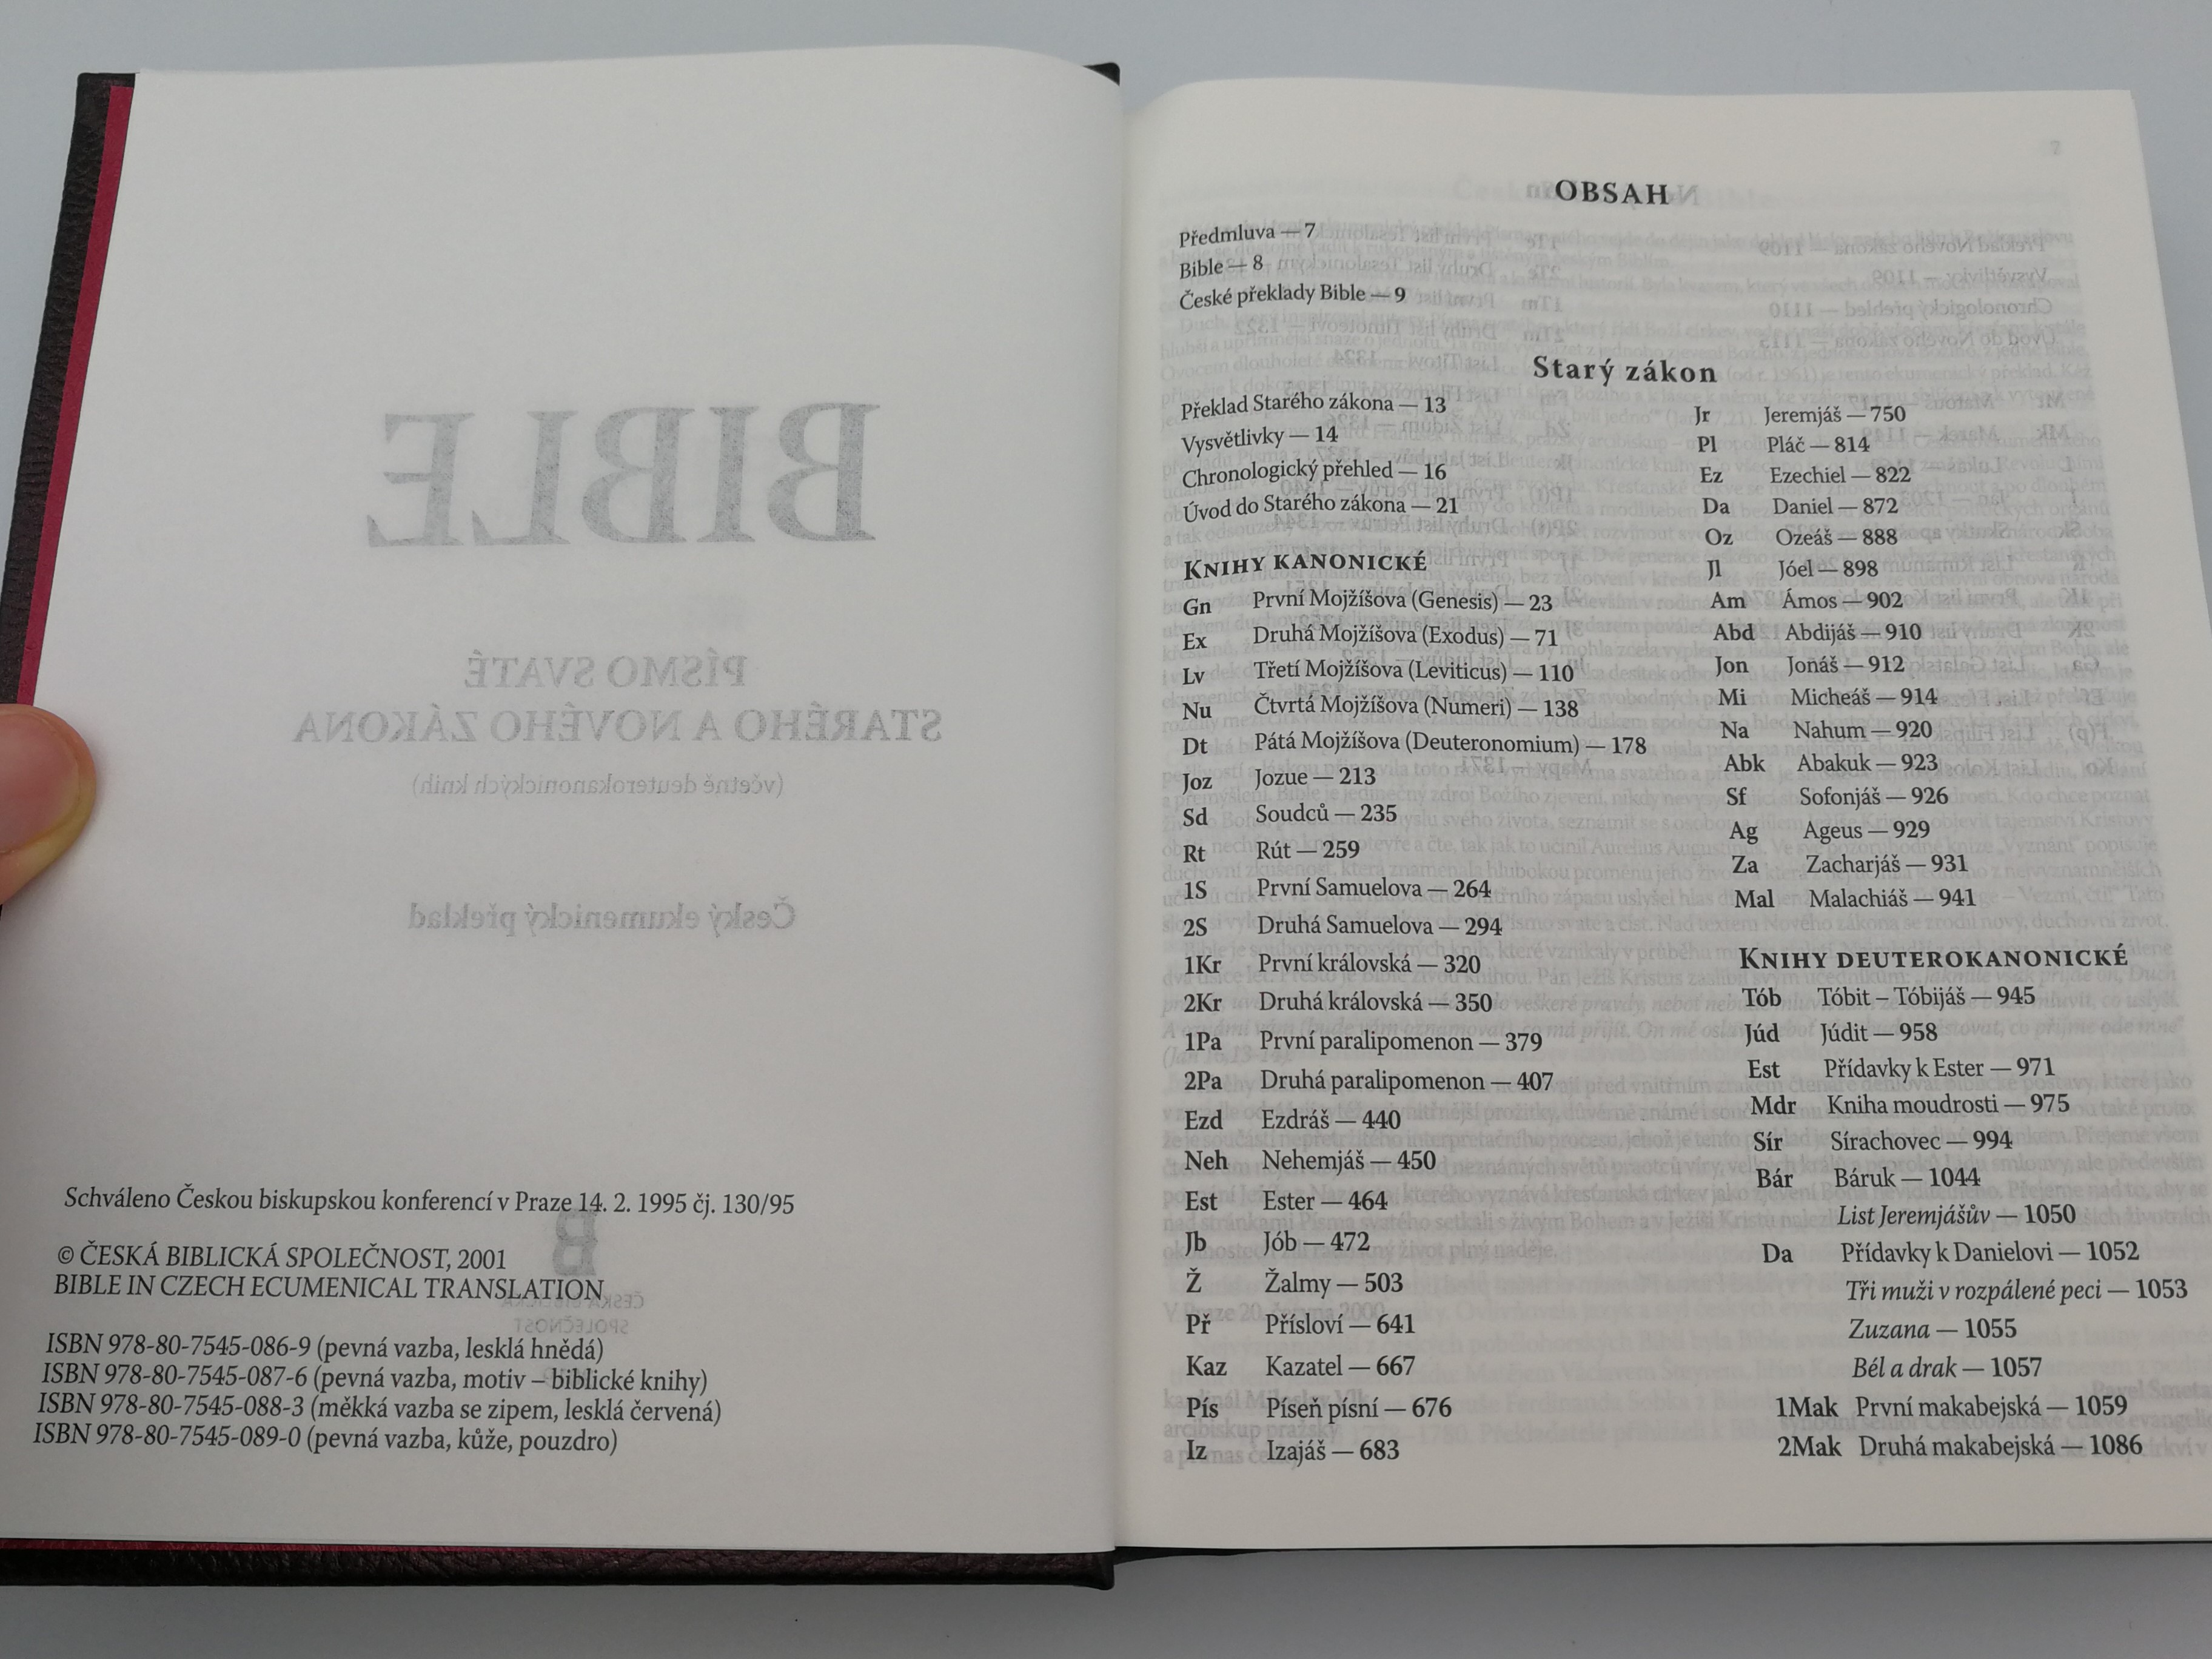 BIBLE
PÍSMO SVATÉ
STARÉHO A NOVÉHO ZÁKONA
(včetně deuterokanonických knih)
Český ekumenický překlad
Schváleno Českou biskupskou konferencí v Praze 14. 2. 1995 čj. 130/95
© ČESKÁ BIBLICKÁ SPOLEČNOST, 2001
BIBLE IN CZECH ECUMENICAL TRANSLATION
ISBN 978-80-7545-086-9 (pevná vazba, lesklá hnědá)
ISBN 978-80-7545-087-6 (pevná vazba, motiv – biblické knihy)
ISBN 978-80-7545-088-3 (měkká vazba se zipem, lesklá červená)
ISBN 978-80-7545-089-0 (pevná vazba, kůže, pouzdro)
OBSAH
Předmluva — 7
Bible — 8
České překlady Bible — 9
Starý zákon
Překlad Starého zákona — 13
Vysvětlivky — 14
Chronologický přehled — 16
Úvod do Starého zákona — 21
KNIHY KANONICKÉ
Gn První Mojžíšova (Genesis) — 23
Ex Druhá Mojžíšova (Exodus) — 71
Lv Třetí Mojžíšova (Leviticus) — 110
Nu Čtvrtá Mojžíšova (Numeri) — 138
Dt Pátá Mojžíšova (Deuteronomium) — 178
Joz Jozue — 213
Sd Soudců — 235
Rt Rút — 259
1S První Samuelova — 264
2S Druhá Samuelova — 294
1Kr První královská — 320
2Kr Druhá královská — 350
1Pa První paralipomenon — 379
2Pa Druhá paralipomenon — 407
Ezd Ezdráš — 440
Neh Nehemjáš — 450
Est Ester — 464
Jb Jób — 472
Ž Žalmy — 503
Př Přísloví — 641
Kaz Kazatel — 667
Pís Píseň písní — 676
Iz Izajáš — 683
Jr Jeremjáš — 750
Pl Pláč — 814
Ez Ezechiel — 822
Da Daniel — 872
Oz Ozeáš — 888
Jl Jóel — 898
Am Ámos — 902
Abd Abdijáš — 910
Jon Jonáš — 912
Mi Micheáš — 914
Na Nahum — 920
Abk Abakuk — 923
Sf Sofonjáš — 926
Ag Ageus — 929
Za Zacharjáš — 931
Mal Malachiáš — 941
KNIHY DEUTEROKANONICKÉ
Tób Tóbit – Tóbijáš — 945
Júd Júdit — 958
Est Přídavky k Ester — 971
Mdr Kniha moudrosti — 975
Sír Sírachovec — 994
Bár Báruk — 1044
List Jeremjášův — 1050
Da Přídavky k Danielovi — 1052
Tři muži v rozpálené peci — 1053
Zuzana — 1055
Bél a drak — 1057
1Mak První makabejská — 1059
2Mak Druhá makabejská — 1086